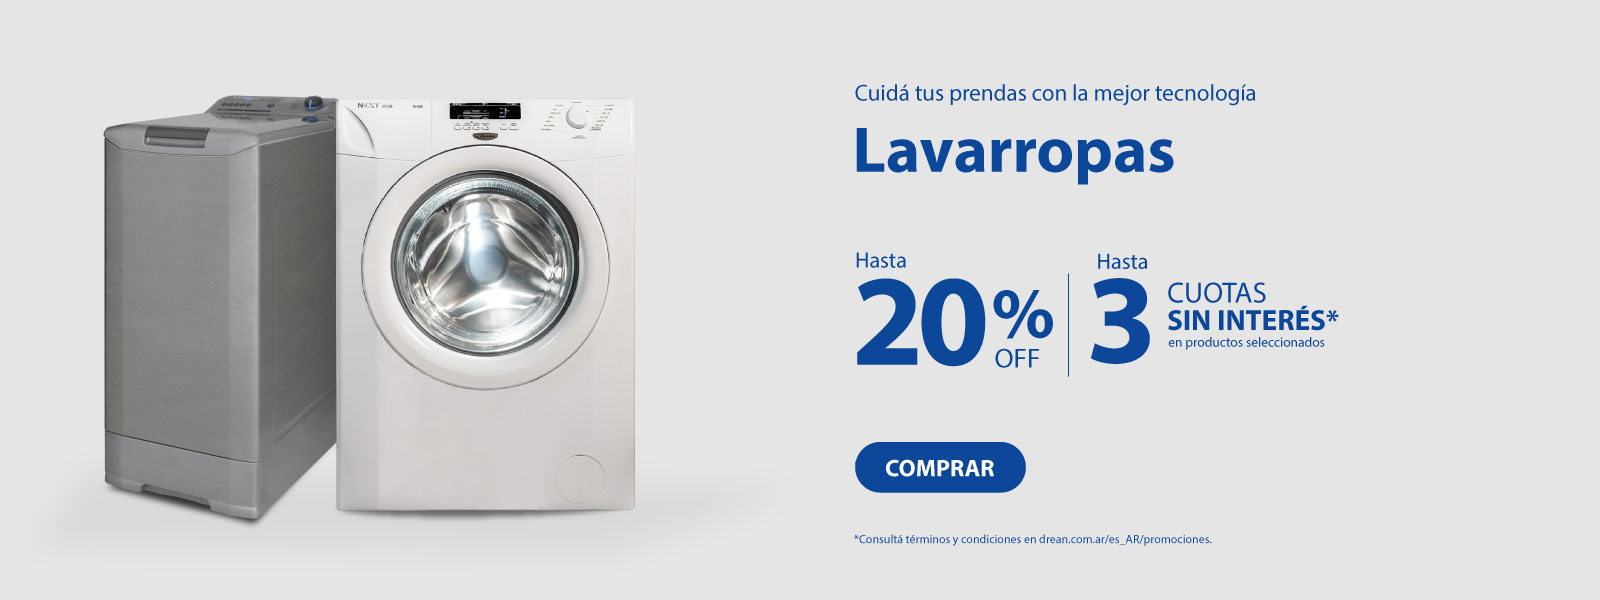 Cuidá tus prendas con la mejor tecnología
Lavarropas
Hasta
20% OFF
Hasta
3 CUOTAS
SIN INTERÉS*
en productos seleccionados
COMPRAR
*Consultá términos y condiciones en drean.com.ar/es_AR/promociones.
NEXT